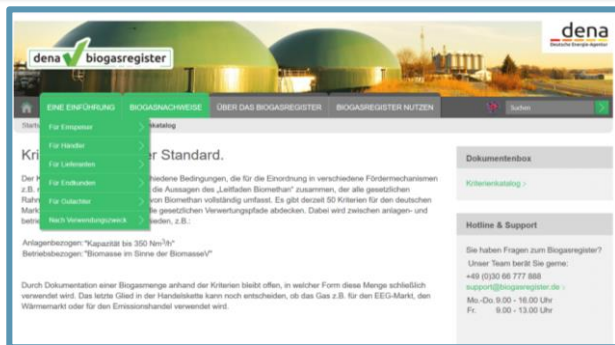 dena biogasregister
dena
Deutsche Energie-Agentur
EINE EINFÜHRUNG
BIOGASNACHWEISE
ÜBER DAS BIOGASREGISTER
BIOGASREGISTER NUTZEN
Suchen
Starts
nkatalog
Für Einspeiser
Für Händler
Für Lieferanten
Für Endkunden
Für Gutachter
Nach Verwendungszweck
Kri er Standard.
Der K hiedene Bedingungen, die für die Einordnung in verschiedene Fördermechanismen
z.B. die Aussagen des „Leitfaden Biomethan" zusammen, der alle gesetzlichen
Rahm von Biomethan vollständig umfasst. Es gibt derzeit 50 Kriterien für den deutschen
Mark lle gesetzlichen Verwertungspfade abdecken. Dabei wird zwischen anlagen- und
betrie eden, z.B.:
Anlagenbezogen: "Kapazität bis 350 Nm³/h"
Betriebsbezogen: "Biomasse im Sinne der BiomasseV"
Durch Dokumentation einer Biogasmenge anhand der Kriterien bleibt offen, in welcher Form diese Menge schließlich
verwendet wird. Das letzte Glied in der Handelskette kann noch entscheiden, ob das Gas z.B. für den EEG-Markt, den
Wärmemarkt oder für den Emissionshandel verwendet wird.
Dokumentenbox
Kriterienkatalog ›
Hotline & Support
Sie haben Fragen zum Biogasregister?
Unser Team berät Sie gerne:
+49 (0)30 66 777 888
support@biogasregister.de ›
Mo.-Do. 9.00 - 16.00 Uhr
Fr. 9.00 - 13.00 Uhr